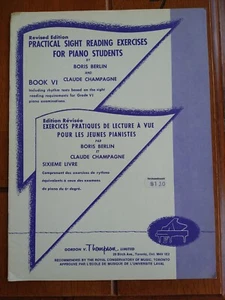 Revised Edition
PRACTICAL SIGHT READING EXERCISES
FOR PIANO STUDENTS
BY
BORIS BERLIN
AND
BOOK VI
CLAUDE CHAMPAGNE
Including rhythm tests based on the sight
reading requirements for Grade VI
piano examinations
Edition Révisée
EXERCICES PRATIQUES DE LECTURE À VUE
POUR LES JEUNES PIANISTES
PAR
BORIS BERLIN
et
CLAUDE CHAMPAGNE
SIXIEME LIVRE
Comprenant des exercices de rythme
équivalents à ceux des examens
de piano du 6e degré.
GORDON V. Thompson LIMITED
RECOMMENDED BY THE ROYAL CONSERVATORY OF MUSIC, TORONTO
APPROUVE PAR L'ECOLE DE MUSIQUE DE L'UNIVERSITE LAVAL